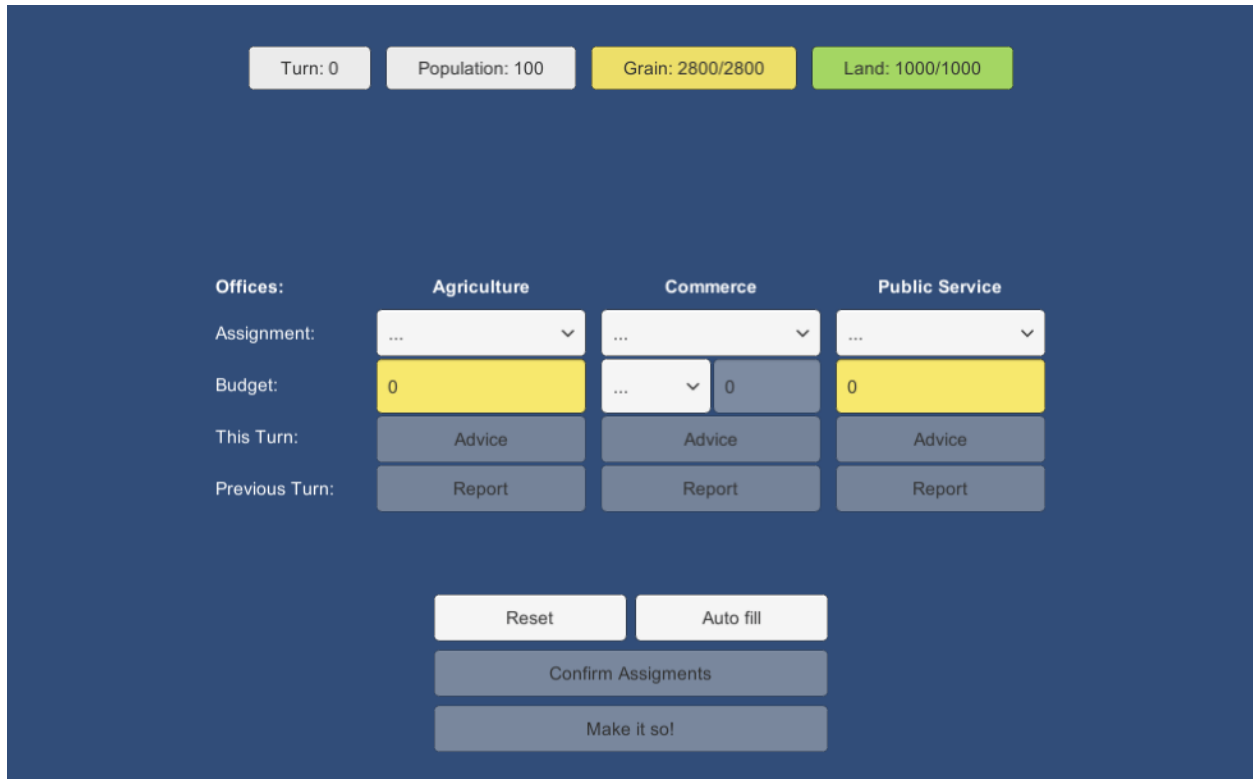 Turn: 0 Population: 100 Grain: 2800/2800 Land: 1000/1000
Offices: Agriculture Commerce Public Service
Assignment: ... ... ...
Budget: 0 ... 0 0
This Turn: Advice Advice Advice
Previous Turn: Report Report Report
Reset Auto fill
Confirm Assigments
Make it so!